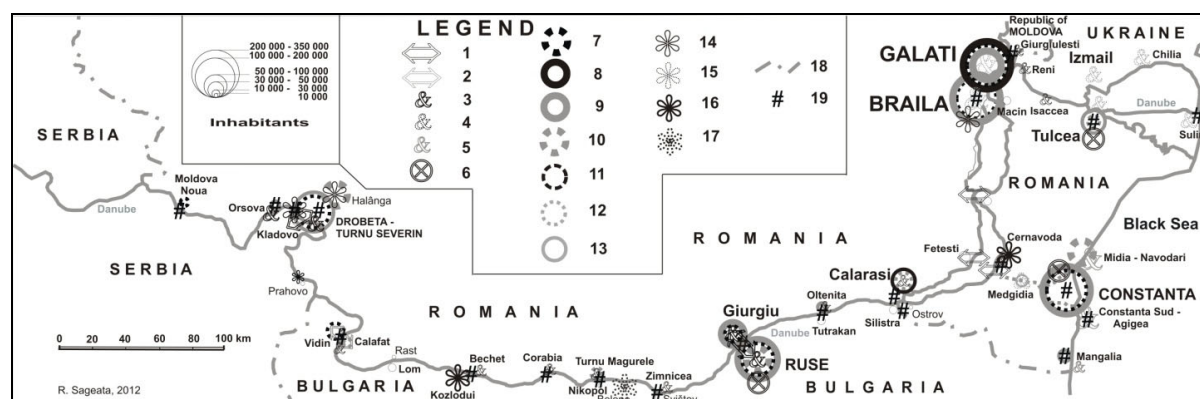 LEGEND
200 000 - 350 000
100 000 - 200 000
50 000 - 100 000
30 000 - 50 000
10 000 - 30 000
10 000
Inhabitants
1
2
3
4
5
6
7
8
9
10
11
12
13
14
15
16
17
18
19
Republic of
MOLDOVA
Giurgiulesti
UKRAINE
GALATI
Reni
Izmail
Chilia
BRAILA
Macin
Isaccea
Danube
Tulcea
Sulin
SERBIA
Moldova
Noua
Danube
Orsova
Kladovo
Halânga
DROBETA -
TURNU SEVERIN
ROMANIA
Black Sea
SERBIA
Prahovo
ROMANIA
Fetesti
Cernavoda
Midia - Navodari
Calarasi
Medgidia
CONSTANTA
Oltenita
Silistra
Ostrov
Constanta Sud -
Agigea
ROMANIA
Giurgiu
Danube
Tutrakan
0 20 40 60 80 100 km
Vidin
Calafat
Rast
Lom
Bechet
Corabia
Turnu Magurele
Zimnicea
RUSE
Mangalia
R. Sageata, 2012
BULGARIA
Kozlodui
Nikopol
Belene
Svištov
BULGARIA